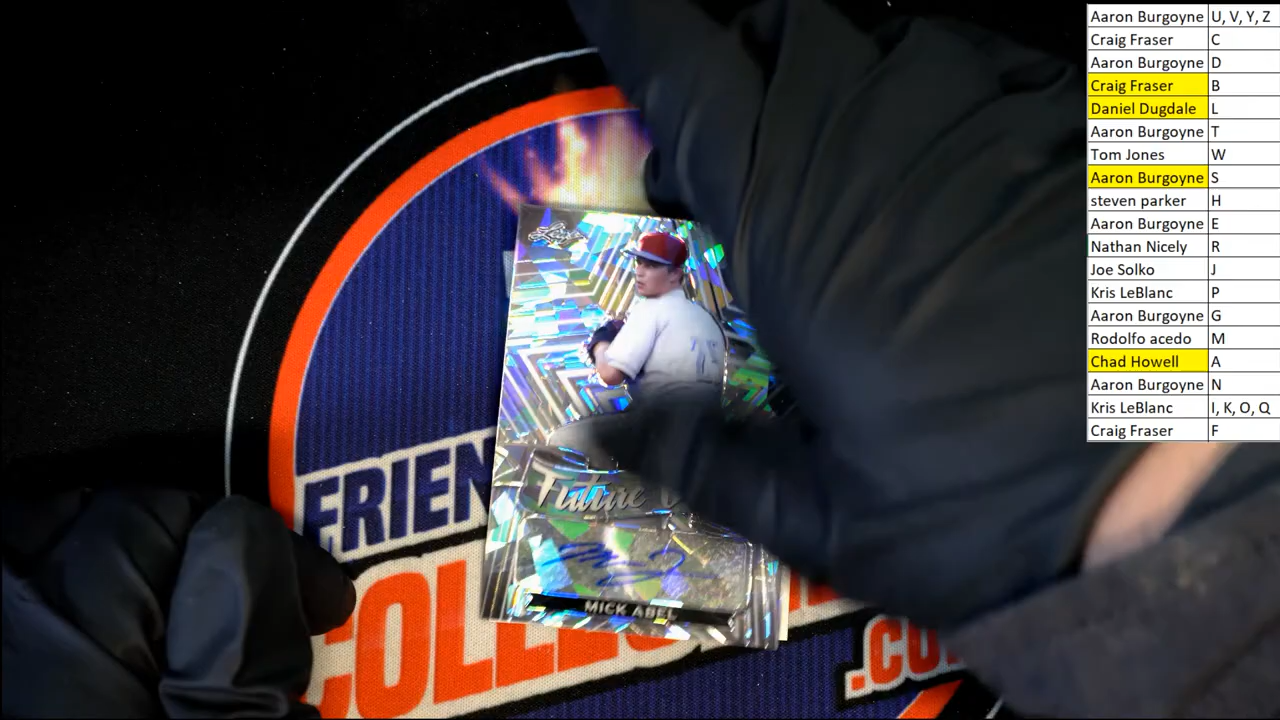 Aaron Burgoyne U, V, Y, Z
Craig Fraser C
Aaron Burgoyne D
Craig Fraser B
Daniel Dugdale L
Aaron Burgoyne T
Tom Jones W
Aaron Burgoyne S
steven parker H
Aaron Burgoyne E
Nathan Nicely R
Joe Solko J
Kris LeBlanc P
Aaron Burgoyne G
Rodolfo acedo M
Chad Howell A
Aaron Burgoyne N
Kris LeBlanc I, K, O, Q
Craig Fraser F
Leaf
Future
MICK ABEL